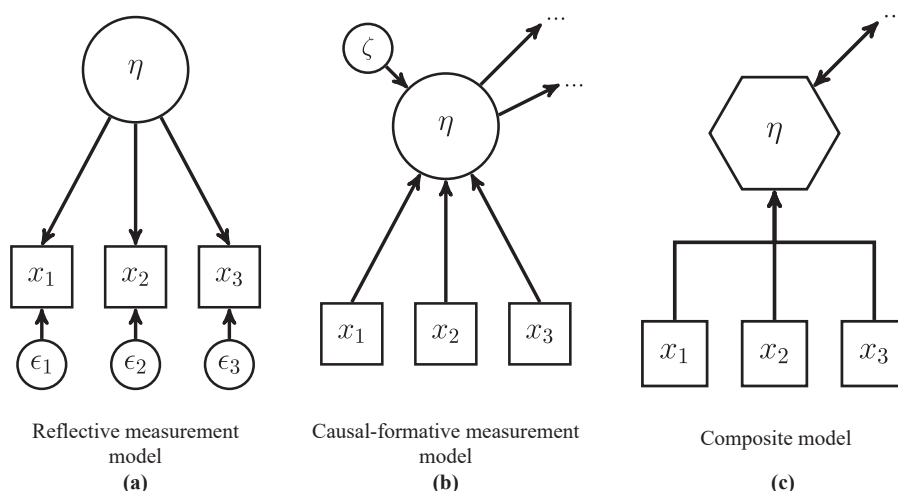 ...
...
...
ζ
η
η
η
x₁ x₂ x₃
x₁ x₂ x₃
x₁ x₂ x₃
ϵ₁ ϵ₂ ϵ₃
Reflective measurement
model
(a)
Causal-formative measurement
model
(b)
Composite model
(c)